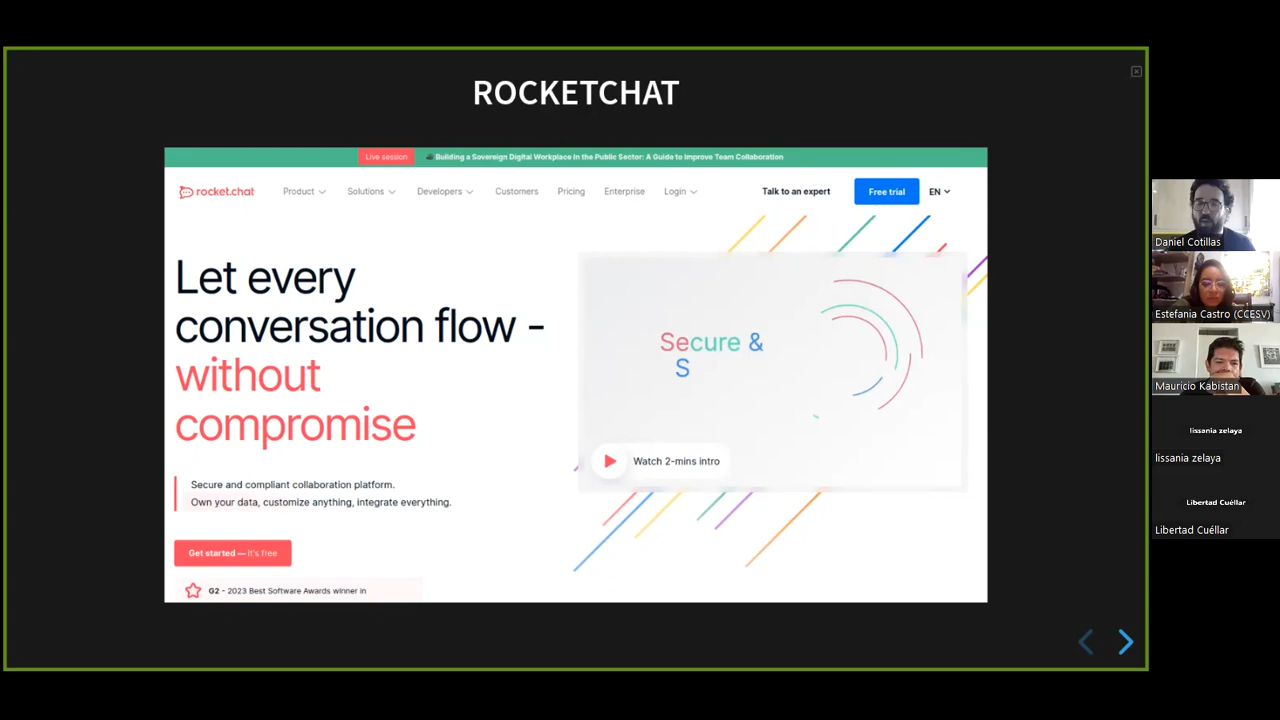 ROCKETCHAT
Live session Building a Sovereign Digital Workplace In the Public Sector: A Guide to Improve Team Collaboration
rocket.chat Product Solutions Developers Customers Pricing Enterprise Login Talk to an expert Free trial EN
Let every
conversation flow -
without
compromise
Secure and compliant collaboration platform.
Own your data, customize anything, integrate everything.
Get started — it's free
G2 - 2023 Best Software Awards winner in
Secure &
S
Watch 2-mins intro
Daniel Cotillas
Estefania Castro (CCESV)
Mauricio Kabistan
lissania zelaya
lissania zelaya
Libertad Cuéllar
Libertad Cuéllar